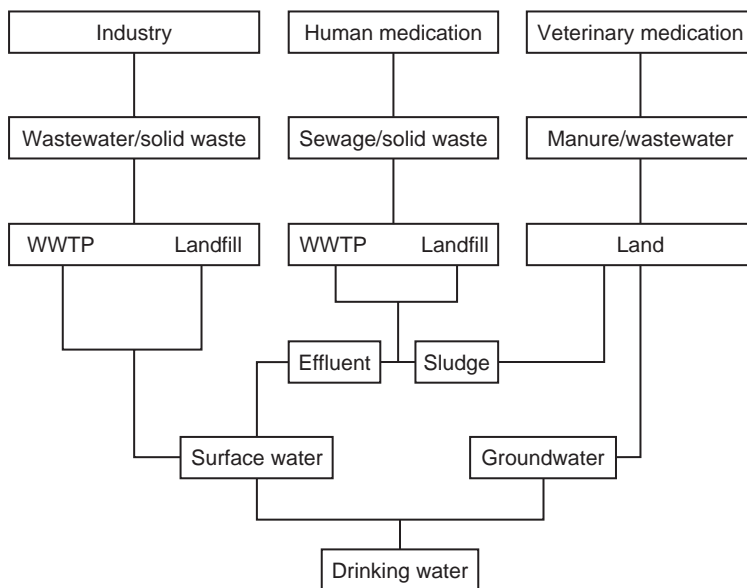 Industry
Human medication
Veterinary medication
Wastewater/solid waste
Sewage/solid waste
Manure/wastewater
WWTP Landfill
WWTP Landfill
Land
Effluent
Sludge
Surface water
Groundwater
Drinking water